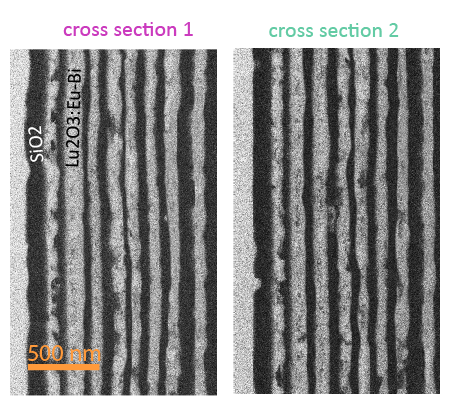 cross section 1
cross section 2
SiO2
Lu2O3:Eu-Bi
500 nm